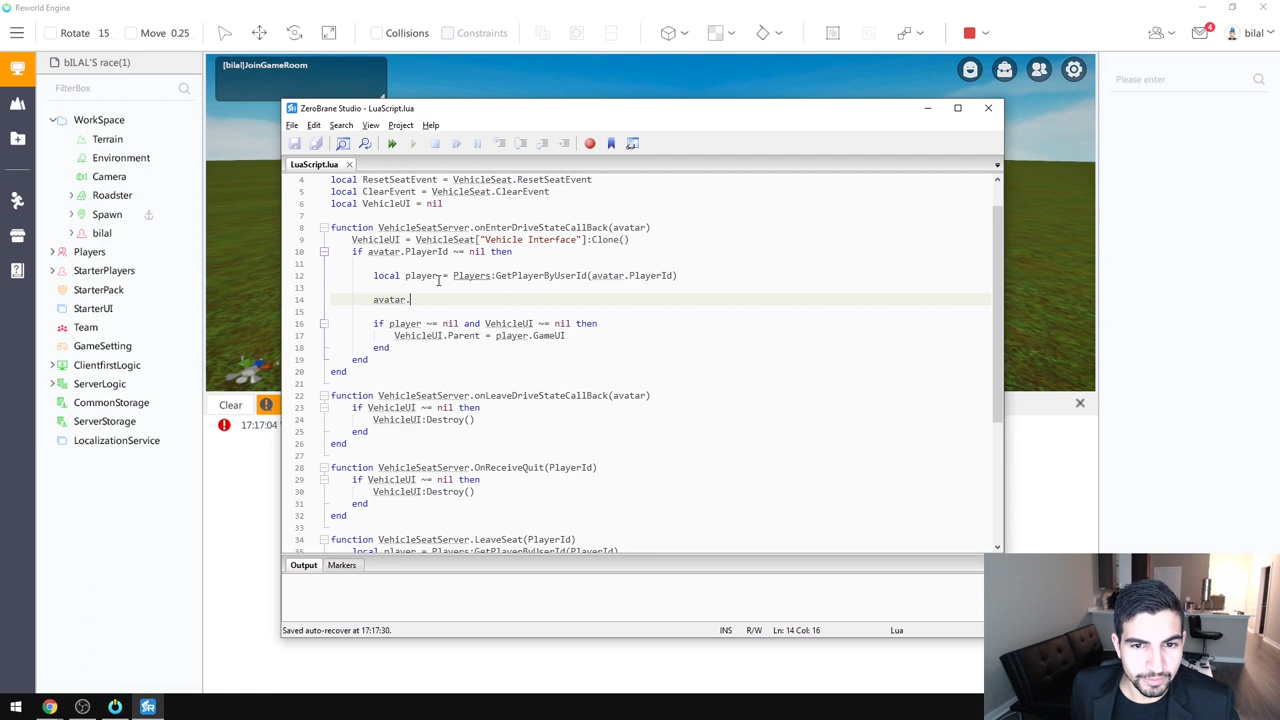 Reworld Engine
Rotate 15
Move 0.25
Collisions
Constraints
4
bilal
bILAL'S race(1)
FilterBox
WorkSpace
Terrain
Environment
Camera
Roadster
Spawn
bilal
Players
StarterPlayers
StarterPack
StarterUI
Team
GameSetting
ClientfirstLogic
ServerLogic
CommonStorage
ServerStorage
LocalizationService
[bilal]JoinGameRoom
Please enter
Clear
17:17:04
ZeroBrane Studio - LuaScript.lua
File Edit Search View Project Help
LuaScript.lua
4 local ResetSeatEvent = VehicleSeat.ResetSeatEvent
5 local ClearEvent = VehicleSeat.ClearEvent
6 local VehicleUI = nil
7
8 function VehicleSeatServer.onEnterDriveStateCallBack(avatar)
9 VehicleUI = VehicleSeat["Vehicle Interface"]:Clone()
10 if avatar.PlayerId ~= nil then
11
12 local player = Players:GetPlayerByUserId(avatar.PlayerId)
13
14 avatar.
15
16 if player ~= nil and VehicleUI ~= nil then
17 VehicleUI.Parent = player.GameUI
18 end
19 end
20 end
21
22 function VehicleSeatServer.onLeaveDriveStateCallBack(avatar)
23 if VehicleUI ~= nil then
24 VehicleUI:Destroy()
25 end
26 end
27
28 function VehicleSeatServer.OnReceiveQuit(PlayerId)
29 if VehicleUI ~= nil then
30 VehicleUI:Destroy()
31 end
32 end
33
34 function VehicleSeatServer.LeaveSeat(PlayerId)
35 local player = Players:GetPlayerByUserId(PlayerId)
Output Markers
Saved auto-recover at 17:17:30.
INS R/W Ln: 14 Col: 16 Lua